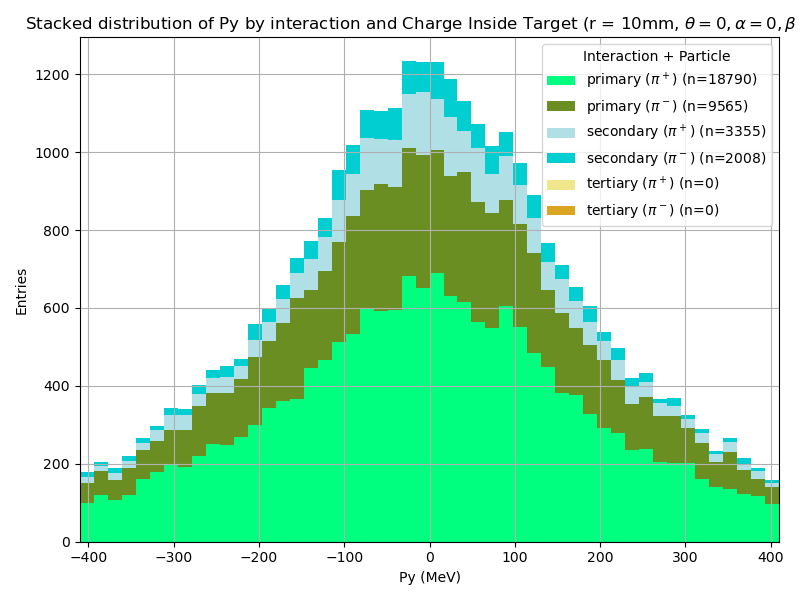 Stacked distribution of Py by interaction and Charge Inside Target (r = 10mm, θ = 0, α = 0, β
Interaction + Particle
primary (π⁺) (n=18790)
primary (π⁻) (n=9565)
secondary (π⁺) (n=3355)
secondary (π⁻) (n=2008)
tertiary (π⁺) (n=0)
tertiary (π⁻) (n=0)
Entries
1200
1000
800
600
400
200
0
−400 −300 −200 −100 0 100 200 300 400
Py (MeV)